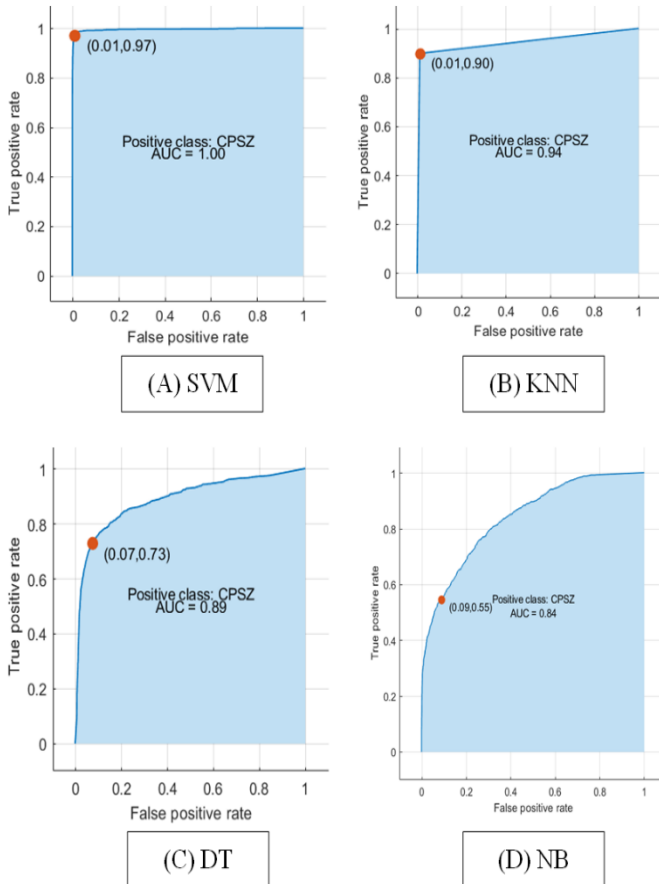 1
0.8
0.6
0.4
0.2
0
True positive rate
(0.01,0.97)
Positive class: CPSZ
AUC = 1.00
0 0.2 0.4 0.6 0.8 1
False positive rate
(A) SVM
1
0.8
0.6
0.4
0.2
0
True positive rate
(0.01,0.90)
Positive class: CPSZ
AUC = 0.94
0 0.2 0.4 0.6 0.8 1
False positive rate
(B) KNN
1
0.8
0.6
0.4
0.2
0
True positive rate
(0.07,0.73)
Positive class: CPSZ
AUC = 0.89
0 0.2 0.4 0.6 0.8 1
False positive rate
(C) DT
1
0.8
0.6
0.4
0.2
0
True positive rate
(0.09,0.55)
Positive class: CPSZ
AUC = 0.84
0 0.2 0.4 0.6 0.8 1
False positive rate
(D) NB